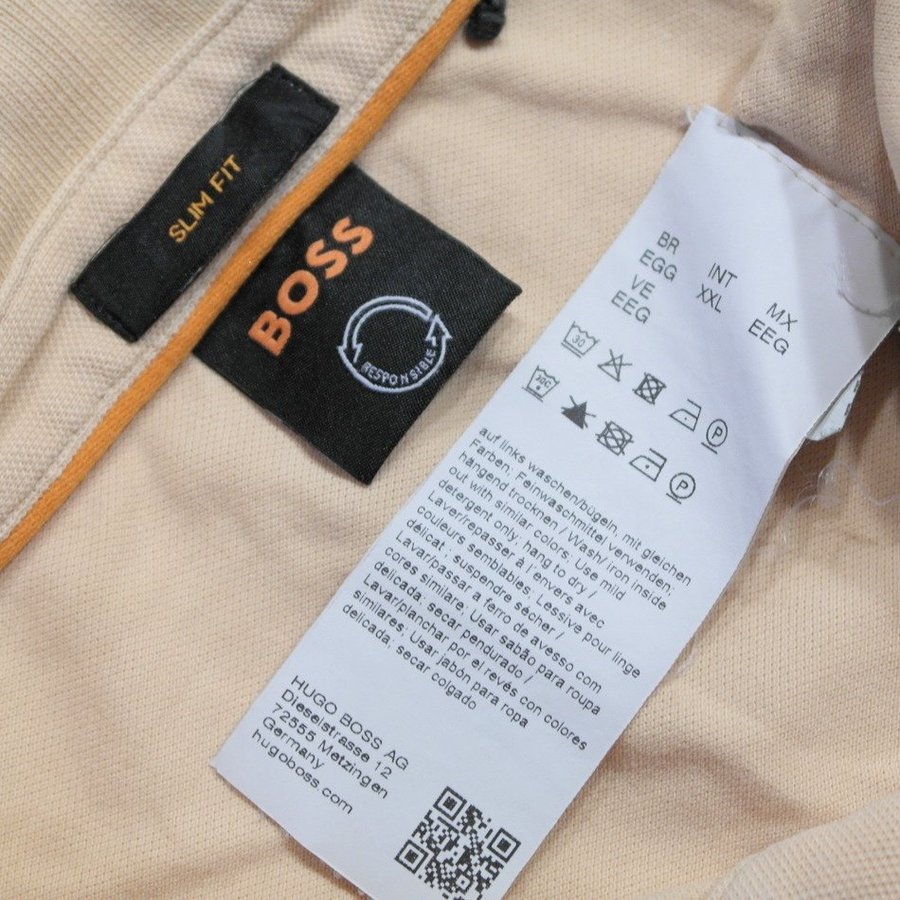 SLIM FIT
BOSS
RESPONSIBLE
BR
EGG
VE
EEG
INT
XXL
MX
EEG
30
P
30C
P
auf links waschen/bügeln, mit gleichen
Farben; Feinwaschmittel verwenden;
hängend trocknen / Wash/ iron inside
out with similar colors. Use mild
detergent only, hang to dry /
Laver/repasser à l envers avec
couleurs semblables, Lessive pour linge
délicat ; suspendre sécher /
Lavar/passar a ferro de avesso com
cores similare; Usar sabão para roupa
delicada; secar pendurado /
Lavar/planchar por el revés con colores
similares, Usar jabón para ropa
delicada; secar colgado
HUGO BOSS AG
Dieselstrasse 12
72555 Metzingen
Germany
hugoboss.com